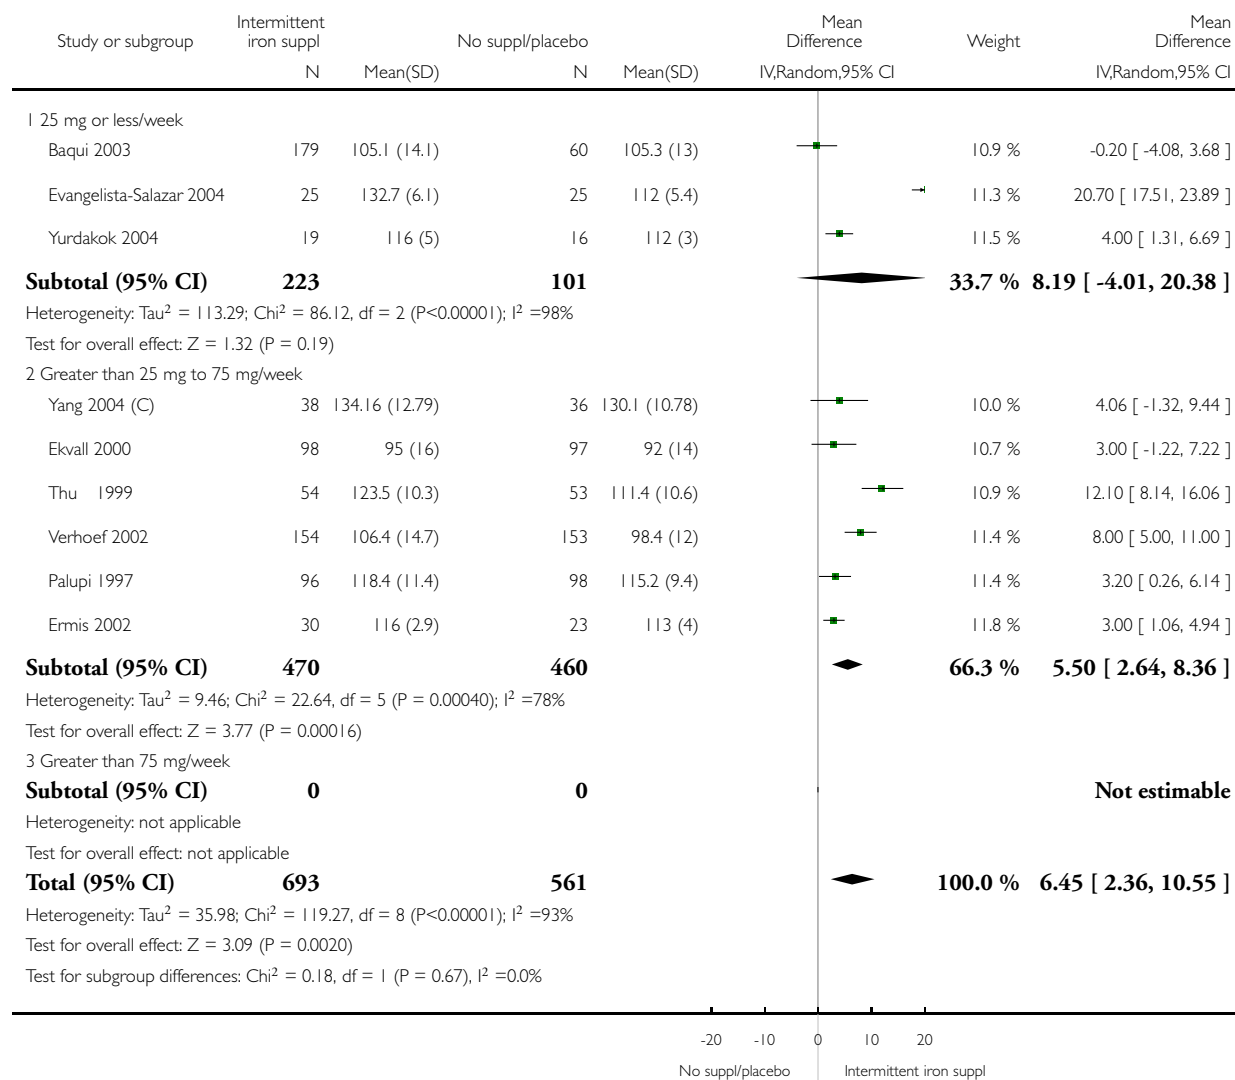 Study or subgroup Intermittent iron suppl No suppl/placebo Mean Difference Weight Mean Difference
N Mean(SD) N Mean(SD) IV,Random,95% CI IV,Random,95% CI
1 25 mg or less/week
Baqui 2003 179 105.1 (14.1) 60 105.3 (13) 10.9 % -0.20 [ -4.08, 3.68 ]
Evangelista-Salazar 2004 25 132.7 (6.1) 25 112 (5.4) 11.3 % 20.70 [ 17.51, 23.89 ]
Yurdakok 2004 19 116 (5) 16 112 (3) 11.5 % 4.00 [ 1.31, 6.69 ]
Subtotal (95% CI) 223 101 33.7 % 8.19 [ -4.01, 20.38 ]
Heterogeneity: Tau² = 113.29; Chi² = 86.12, df = 2 (P<0.00001); I² =98%
Test for overall effect: Z = 1.32 (P = 0.19)
2 Greater than 25 mg to 75 mg/week
Yang 2004 (C) 38 134.16 (12.79) 36 130.1 (10.78) 10.0 % 4.06 [ -1.32, 9.44 ]
Ekvall 2000 98 95 (16) 97 92 (14) 10.7 % 3.00 [ -1.22, 7.22 ]
Thu 1999 54 123.5 (10.3) 53 111.4 (10.6) 10.9 % 12.10 [ 8.14, 16.06 ]
Verhoef 2002 154 106.4 (14.7) 153 98.4 (12) 11.4 % 8.00 [ 5.00, 11.00 ]
Palupi 1997 96 118.4 (11.4) 98 115.2 (9.4) 11.4 % 3.20 [ 0.26, 6.14 ]
Ermis 2002 30 116 (2.9) 23 113 (4) 11.8 % 3.00 [ 1.06, 4.94 ]
Subtotal (95% CI) 470 460 66.3 % 5.50 [ 2.64, 8.36 ]
Heterogeneity: Tau² = 9.46; Chi² = 22.64, df = 5 (P = 0.00040); I² =78%
Test for overall effect: Z = 3.77 (P = 0.00016)
3 Greater than 75 mg/week
Subtotal (95% CI) 0 0 Not estimable
Heterogeneity: not applicable
Test for overall effect: not applicable
Total (95% CI) 693 561 100.0 % 6.45 [ 2.36, 10.55 ]
Heterogeneity: Tau² = 35.98; Chi² = 119.27, df = 8 (P<0.00001); I² =93%
Test for overall effect: Z = 3.09 (P = 0.0020)
Test for subgroup differences: Chi² = 0.18, df = 1 (P = 0.67), I² =0.0%
-20 -10 0 10 20
No suppl/placebo Intermittent iron suppl